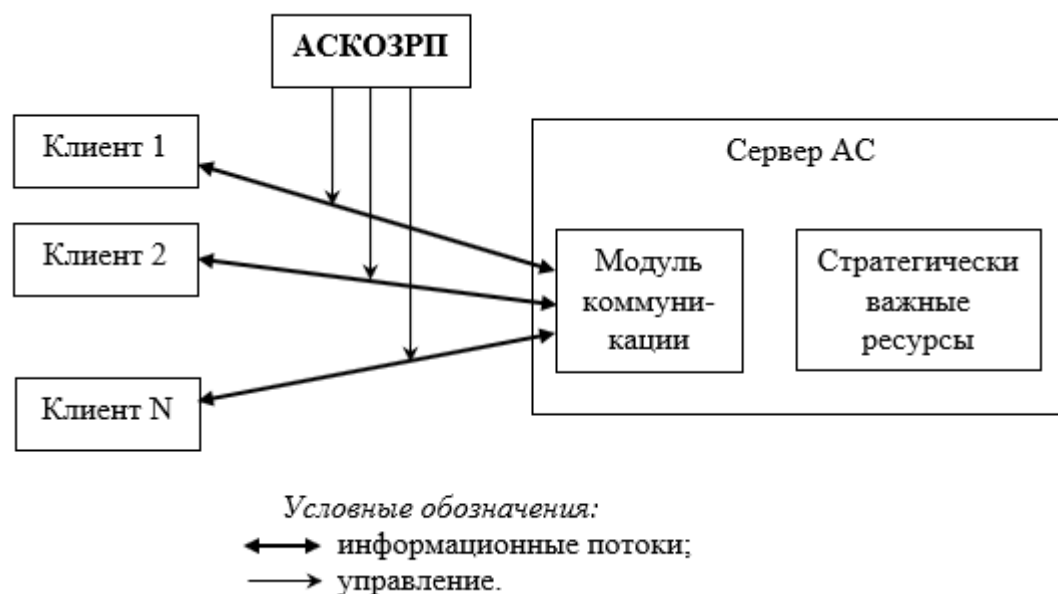 АСКОЗРП
Клиент 1
Клиент 2
Клиент N
Сервер АС
Модуль
коммуни-
кации
Стратегически
важные
ресурсы
Условные обозначения:
информационные потоки;
управление.